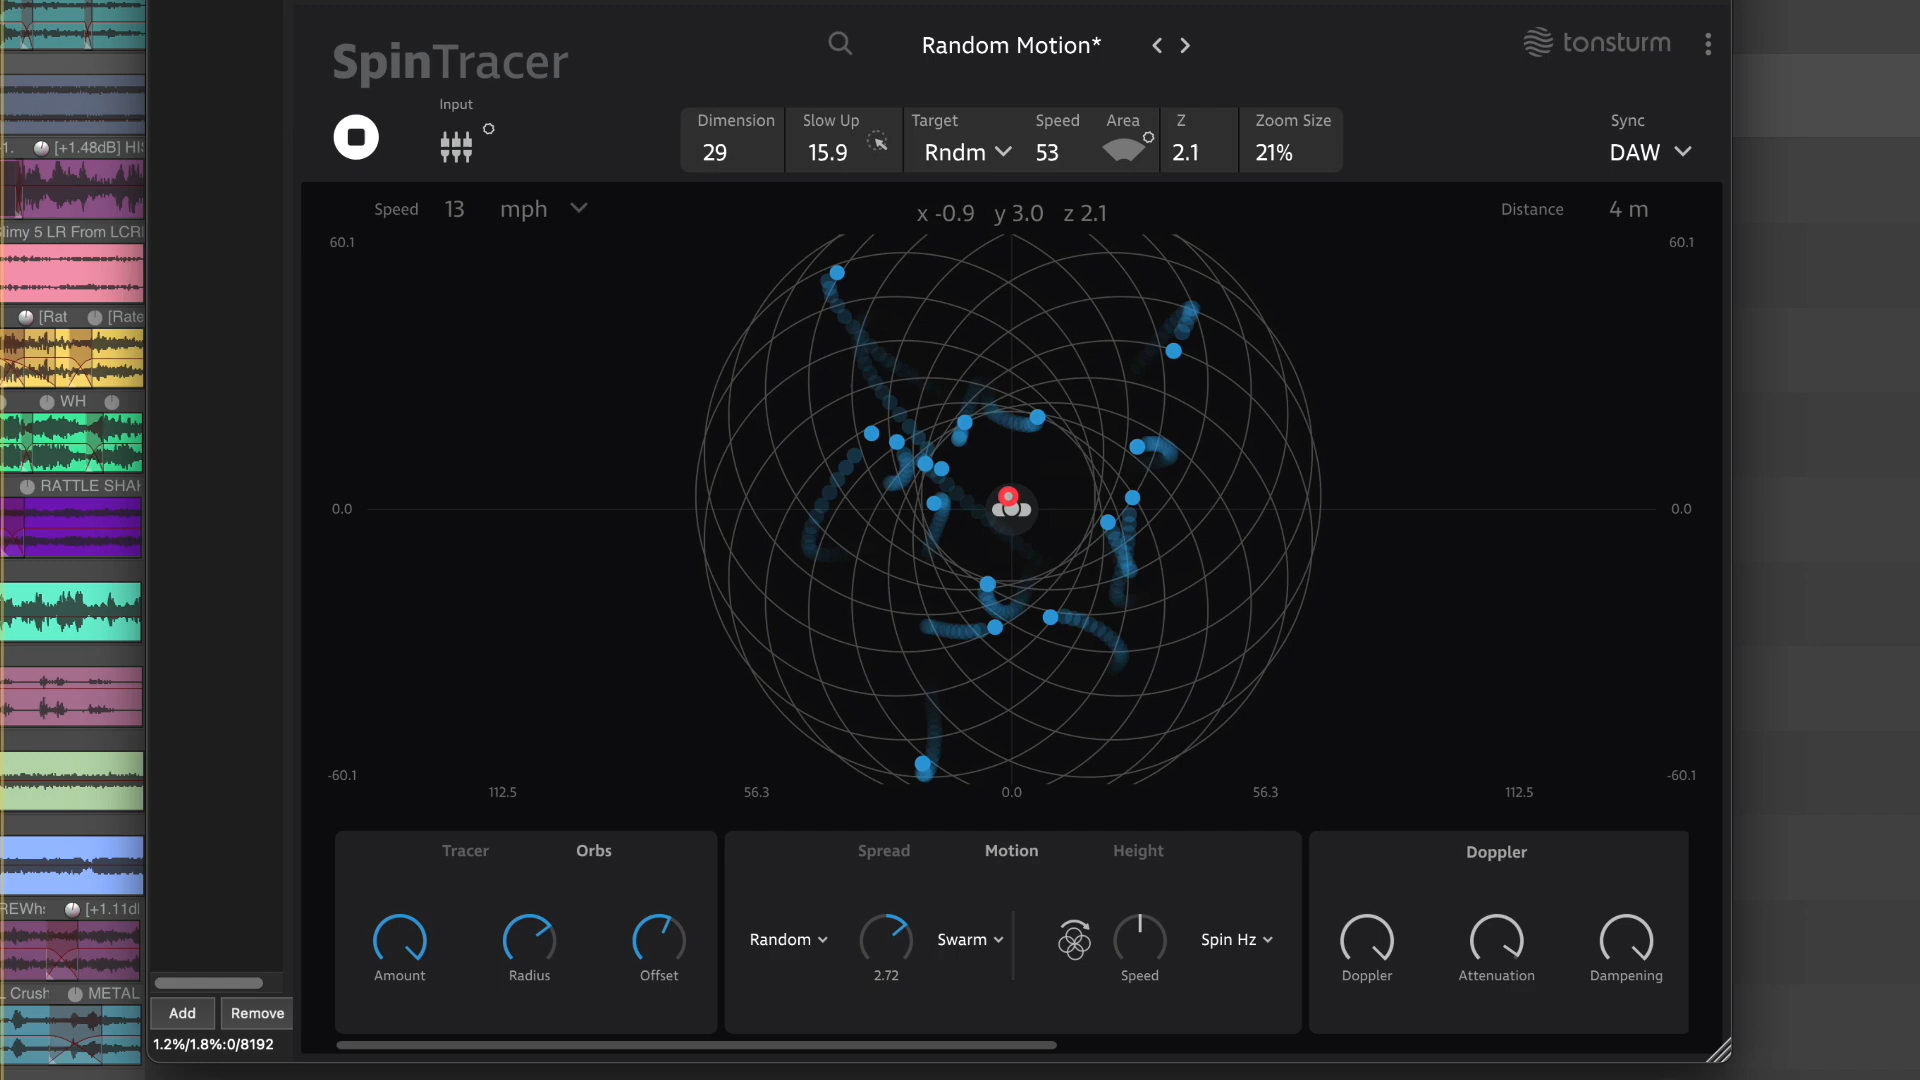 SpinTracer
Random Motion*
tonsturm
Input
Dimension
29
Slow Up
15.9
Target
Rndm
Speed
53
Area
Z
2.1
Zoom Size
21%
Sync
DAW
Speed 13 mph
x -0.9 y 3.0 z 2.1
Distance 4 m
60.1
60.1
0.0
0.0
-60.1
-60.1
112.5
56.3
0.0
56.3
112.5
Tracer
Orbs
Amount
Radius
Offset
Spread
Motion
Height
Random
2.72
Swarm
Speed
Spin Hz
Doppler
Doppler
Attenuation
Dampening
[+1.48dB] HI
Slimy 5 LR From LCR
[Rat
[Rate
WH
RATTLE SHA
[+1.11d
Crush
METAL
Add
Remove
1.2%/1.8%:0/8192